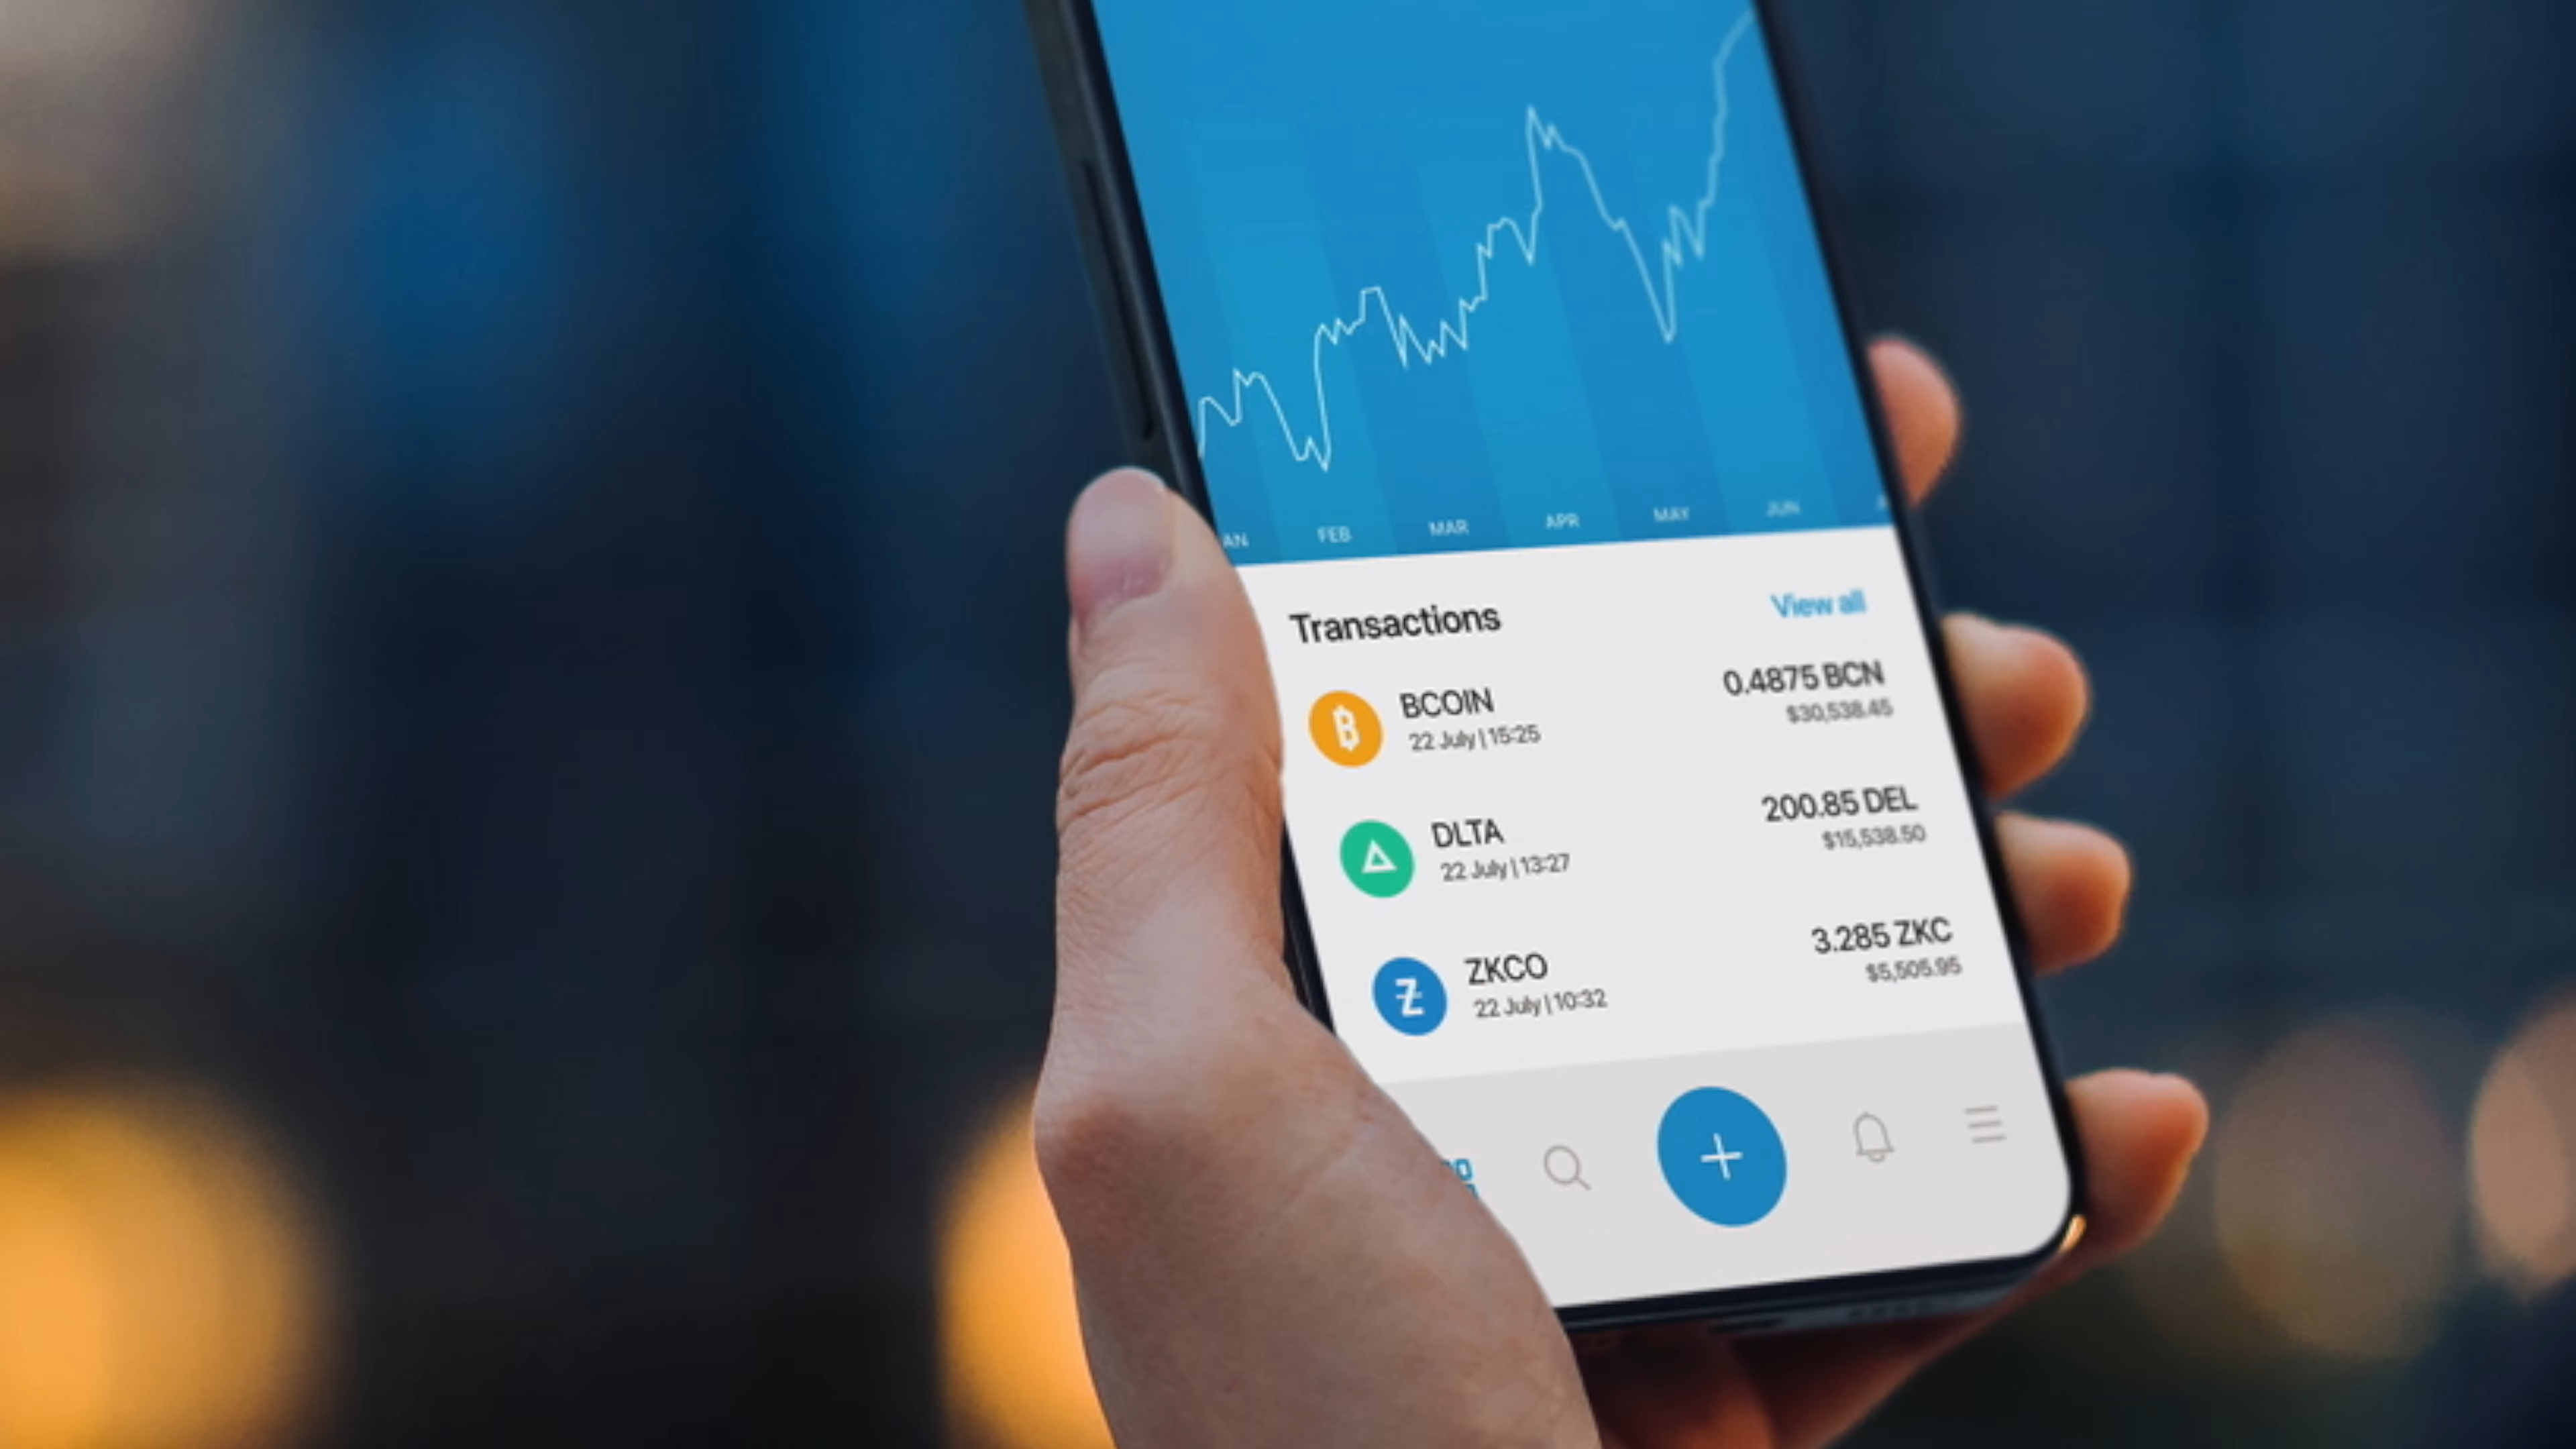 AN FEB MAR APR MAY JUN
Transactions View all
BCOIN 0.4875 BCN
22 July | 15:25 $30,538.45
DLTA 200.85 DEL
22 July | 13:27 $15,538.50
ZKCO 3.285 ZKC
22 July | 10:32 $5,505.95